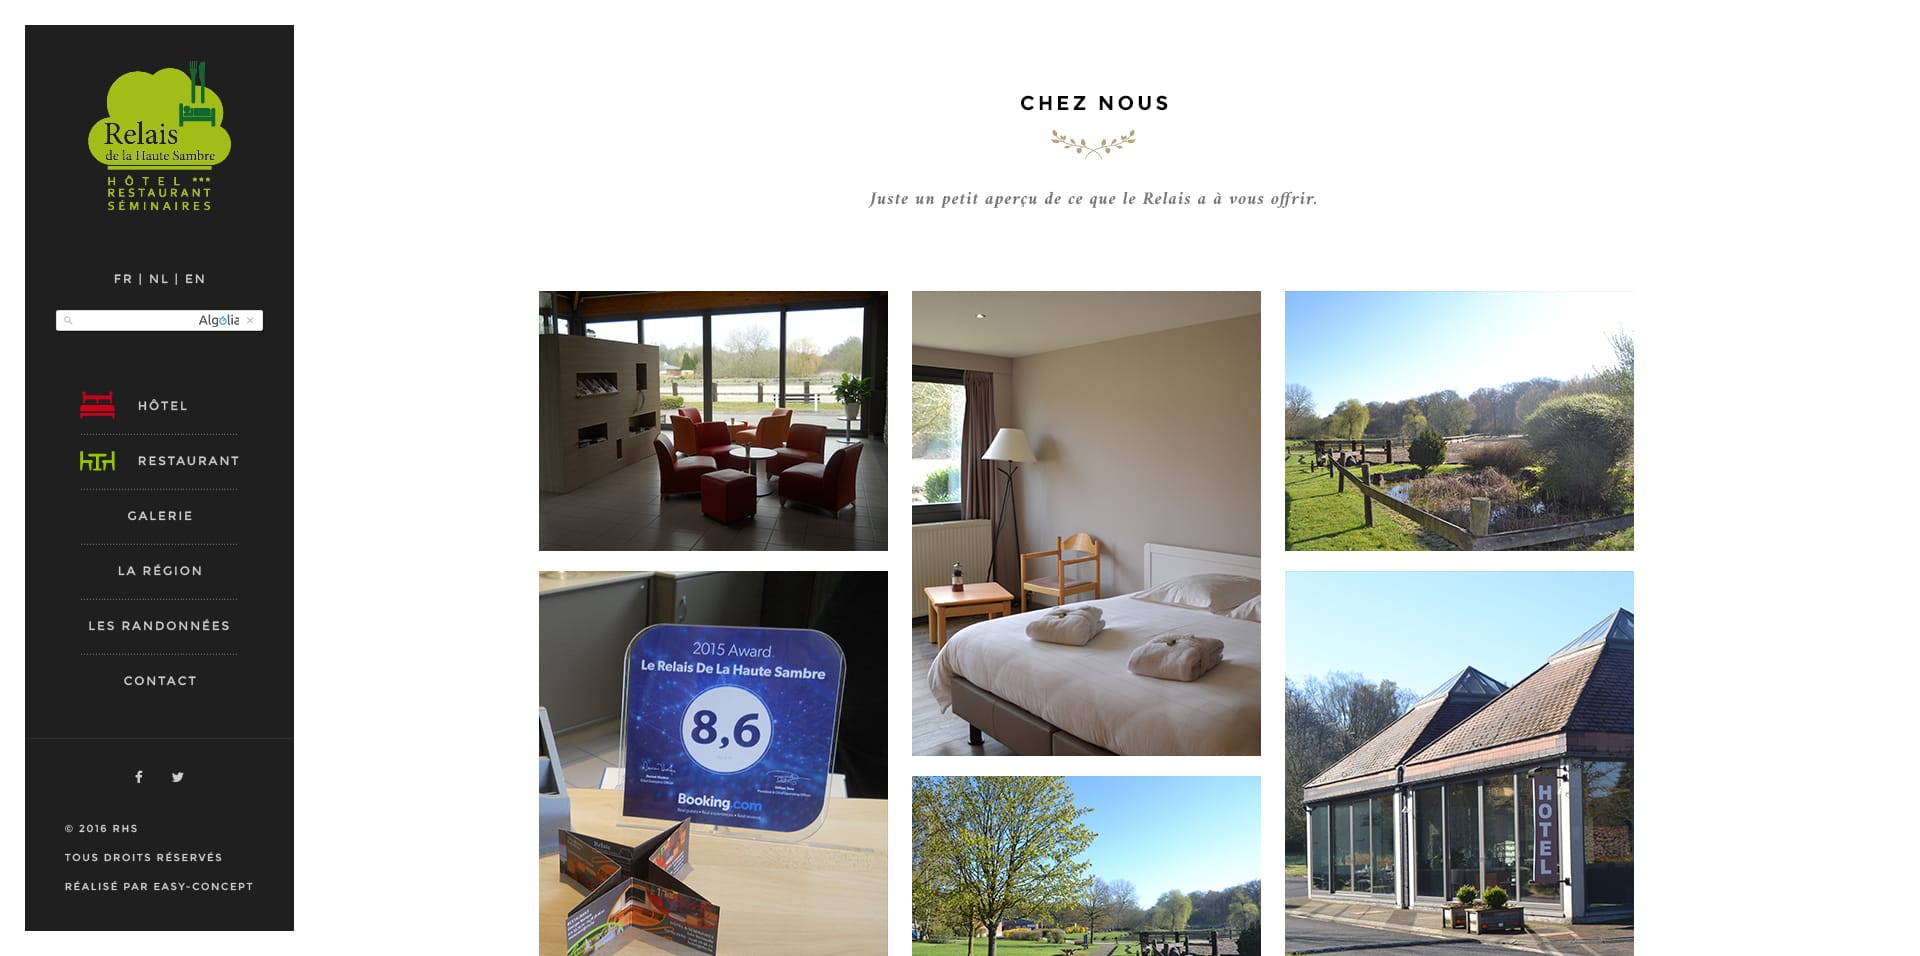 Relais
de la Haute Sambre
HÔTEL ***
RESTAURANT
SÉMINAIRES
FR | NL | EN
Algolia
HÔTEL
RESTAURANT
GALERIE
LA RÉGION
LES RANDONNÉES
CONTACT
© 2016 RHS
TOUS DROITS RÉSERVÉS
RÉALISÉ PAR EASY-CONCEPT
CHEZ NOUS
Juste un petit aperçu de ce que le Relais a à vous offrir.
2015 Award
Le Relais De La Haute Sambre
8,6
Booking.com
Relais
HOTEL